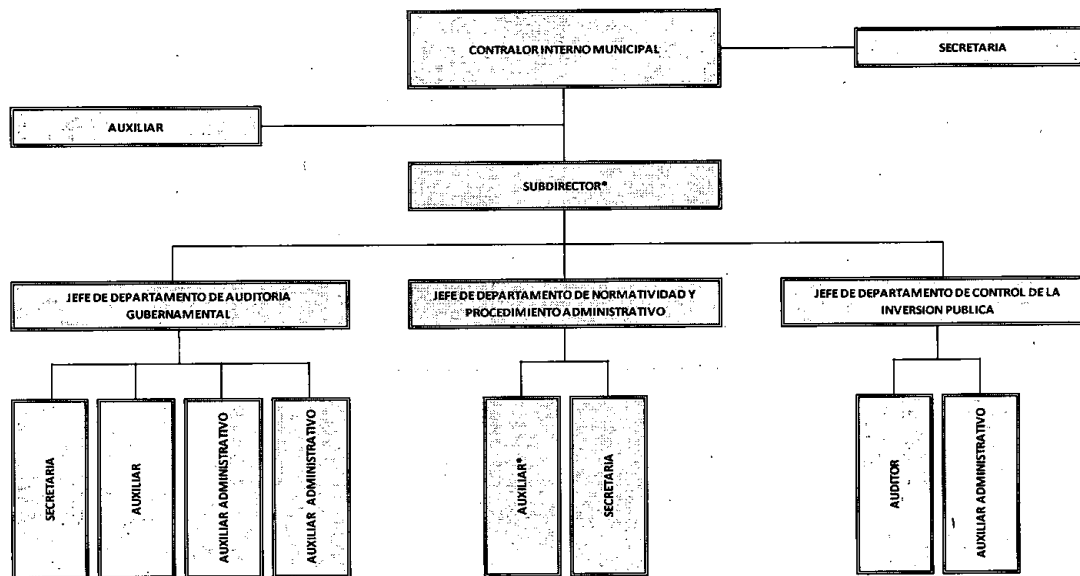 CONTRALOR INTERNO MUNICIPAL
SECRETARIA
AUXILIAR
SUBDIRECTOR*
JEFE DE DEPARTAMENTO DE AUDITORIA
GUBERNAMENTAL
JEFE DE DEPARTAMENTO DE NORMATIVIDAD Y
PROCEDIMIENTO ADMINISTRATIVO
JEFE DE DEPARTAMENTO DE CONTROL DE LA
INVERSION PUBLICA
SECRETARIA
AUXILIAR
AUXILIAR ADMINISTRATIVO
AUXILIAR ADMINISTRATIVO
AUXILIAR*
SECRETARIA
AUDITOR
AUXILIAR ADMINISTRATIVO